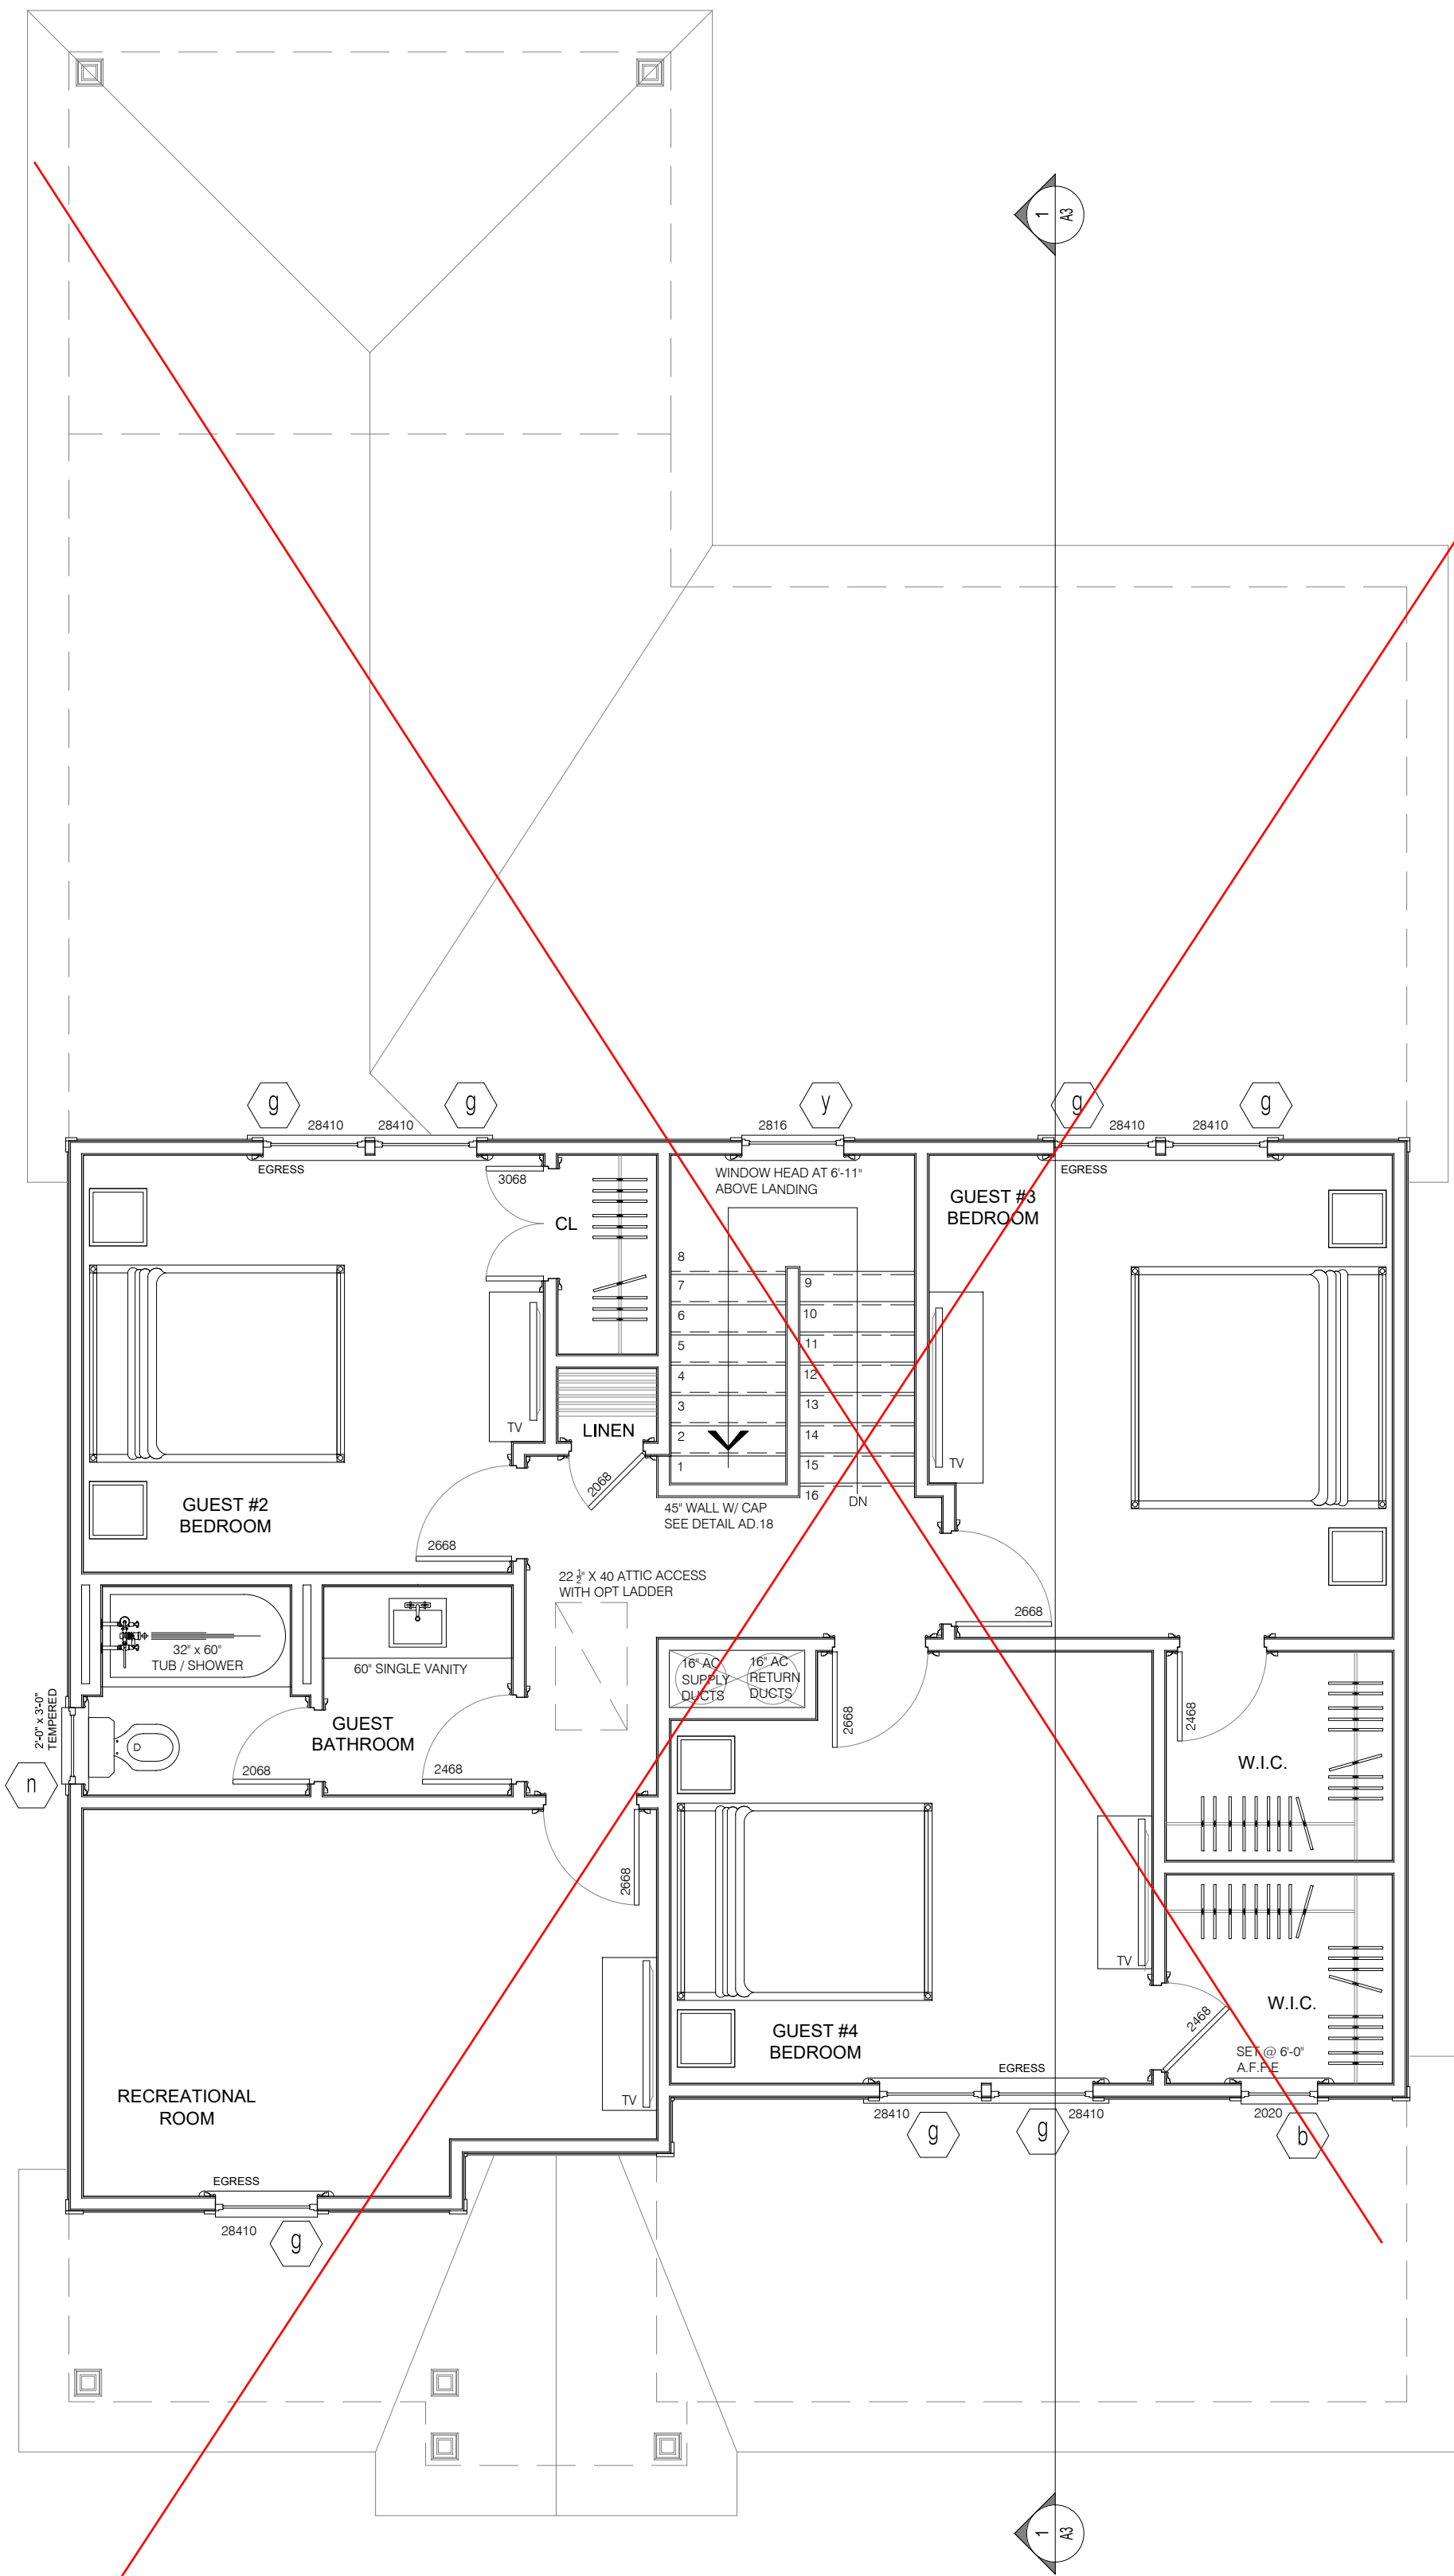 1
A3
g
g
y
g
g
28410
28410
2816
28410
28410
EGRESS
WINDOW HEAD AT 6'-11"
ABOVE LANDING
EGRESS
3068
GUEST #3
BEDROOM
CL
8
7
6
5
4
3
2
1
9
10
11
12
13
14
15
16
DN
TV
LINEN
TV
2068
GUEST #2
BEDROOM
45" WALL W/ CAP
SEE DETAIL AD.18
2668
22 ½" X 40 ATTIC ACCESS
WITH OPT LADDER
2668
32" x 60"
TUB / SHOWER
60" SINGLE VANITY
16" AC
SUPPLY
DUCTS
16" AC
RETURN
DUCTS
2'-0" x 3'-0"
TEMPERED
n
GUEST
BATHROOM
2068
2468
2668
2468
W.I.C.
2668
TV
W.I.C.
2468
GUEST #4
BEDROOM
SET @ 6'-0"
A.F.F.E
EGRESS
RECREATIONAL
ROOM
TV
28410
g
g
28410
2020
b
EGRESS
28410
g
1
A3